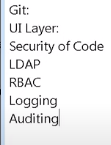 Git:
UI Layer:
Security of Code
LDAP
RBAC
Logging
Auditing